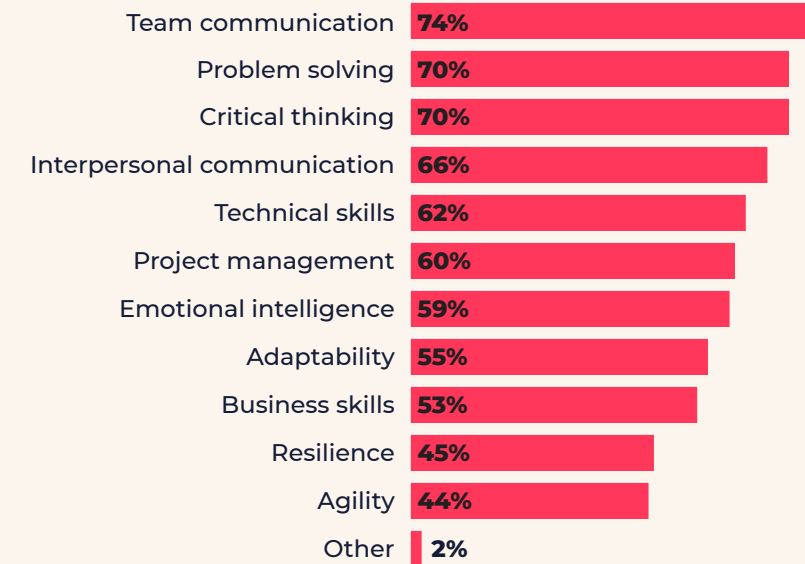 Team communication 74%
Problem solving 70%
Critical thinking 70%
Interpersonal communication 66%
Technical skills 62%
Project management 60%
Emotional intelligence 59%
Adaptability 55%
Business skills 53%
Resilience 45%
Agility 44%
Other 2%